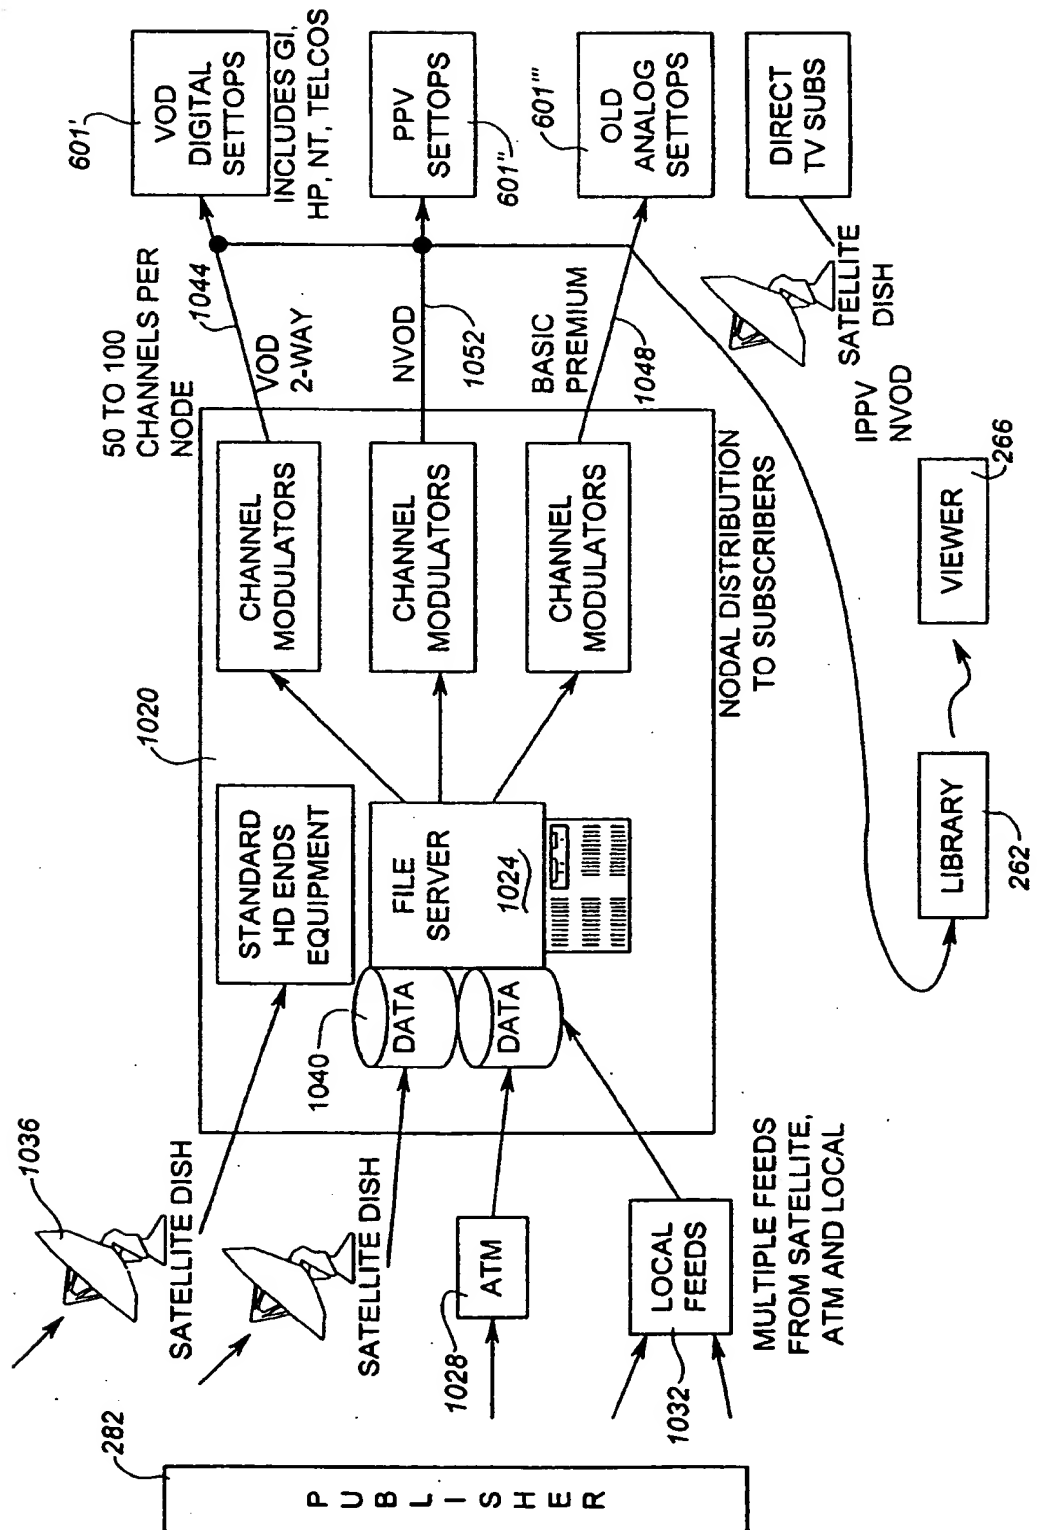 282
PUBLISHER
1036
SATELLITE DISH
SATELLITE DISH
1028
ATM
1032
LOCAL
FEEDS
MULTIPLE FEEDS
FROM SATELLITE,
ATM AND LOCAL
1020
STANDARD
HD ENDS
EQUIPMENT
1040
DATA
DATA
FILE
SERVER
1024
CHANNEL
MODULATORS
CHANNEL
MODULATORS
CHANNEL
MODULATORS
NODAL DISTRIBUTION
TO SUBSCRIBERS
50 TO 100
CHANNELS PER
NODE
1044
VOD
2-WAY
NVOD
1052
BASIC
PREMIUM
1048
601'
VOD
DIGITAL
SETTOPS
INCLUDES GI,
HP, NT, TELCOS
PPV
SETTOPS
601''
601'''
OLD
ANALOG
SETTOPS
DIRECT
TV SUBS
SATELLITE
DISH
IPPV
NVOD
LIBRARY
262
VIEWER
266